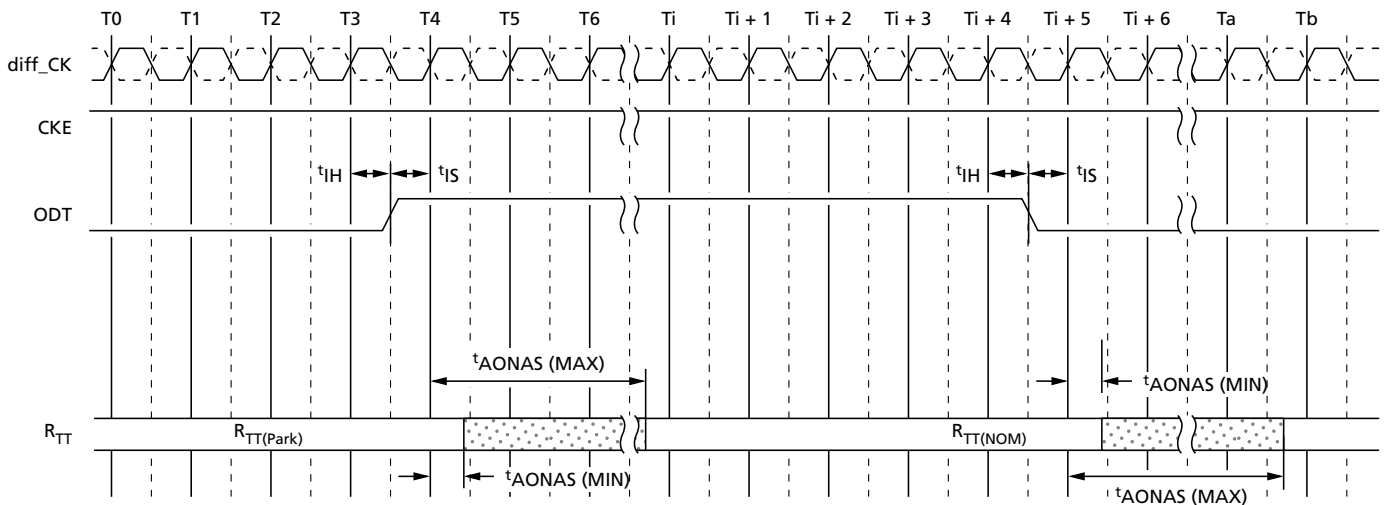 T0 T1 T2 T3 T4 T5 T6 Ti Ti + 1 Ti + 2 Ti + 3 Ti + 4 Ti + 5 Ti + 6 Ta Tb
diff_CK
CKE
tIH tIS tIH tIS
ODT
tAONAS (MAX)
tAONAS (MIN)
RTT RTT(Park) RTT(NOM)
tAONAS (MIN)
tAONAS (MAX)